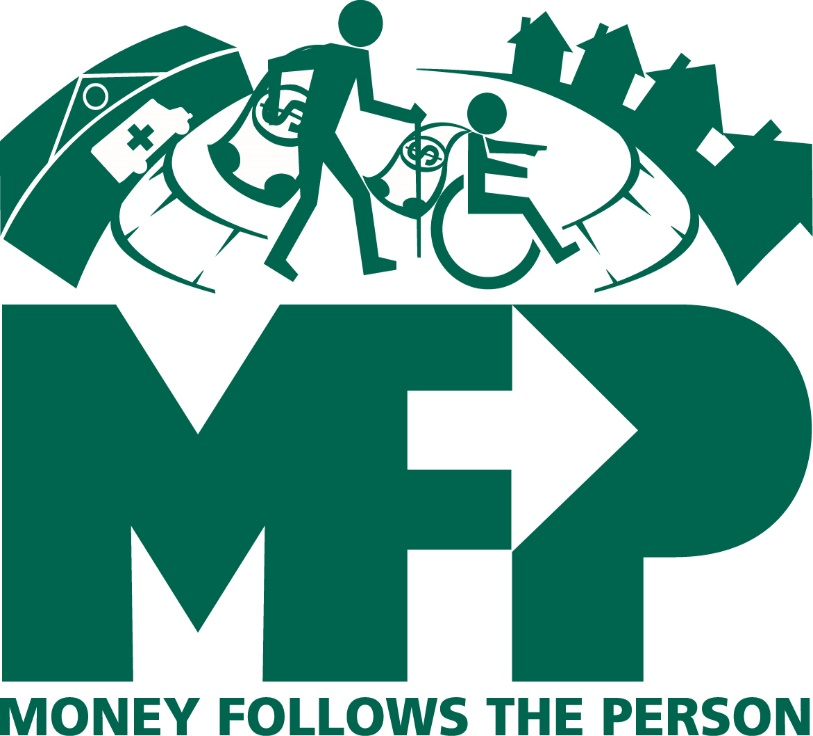 $
$
MFP
MONEY FOLLOWS THE PERSON